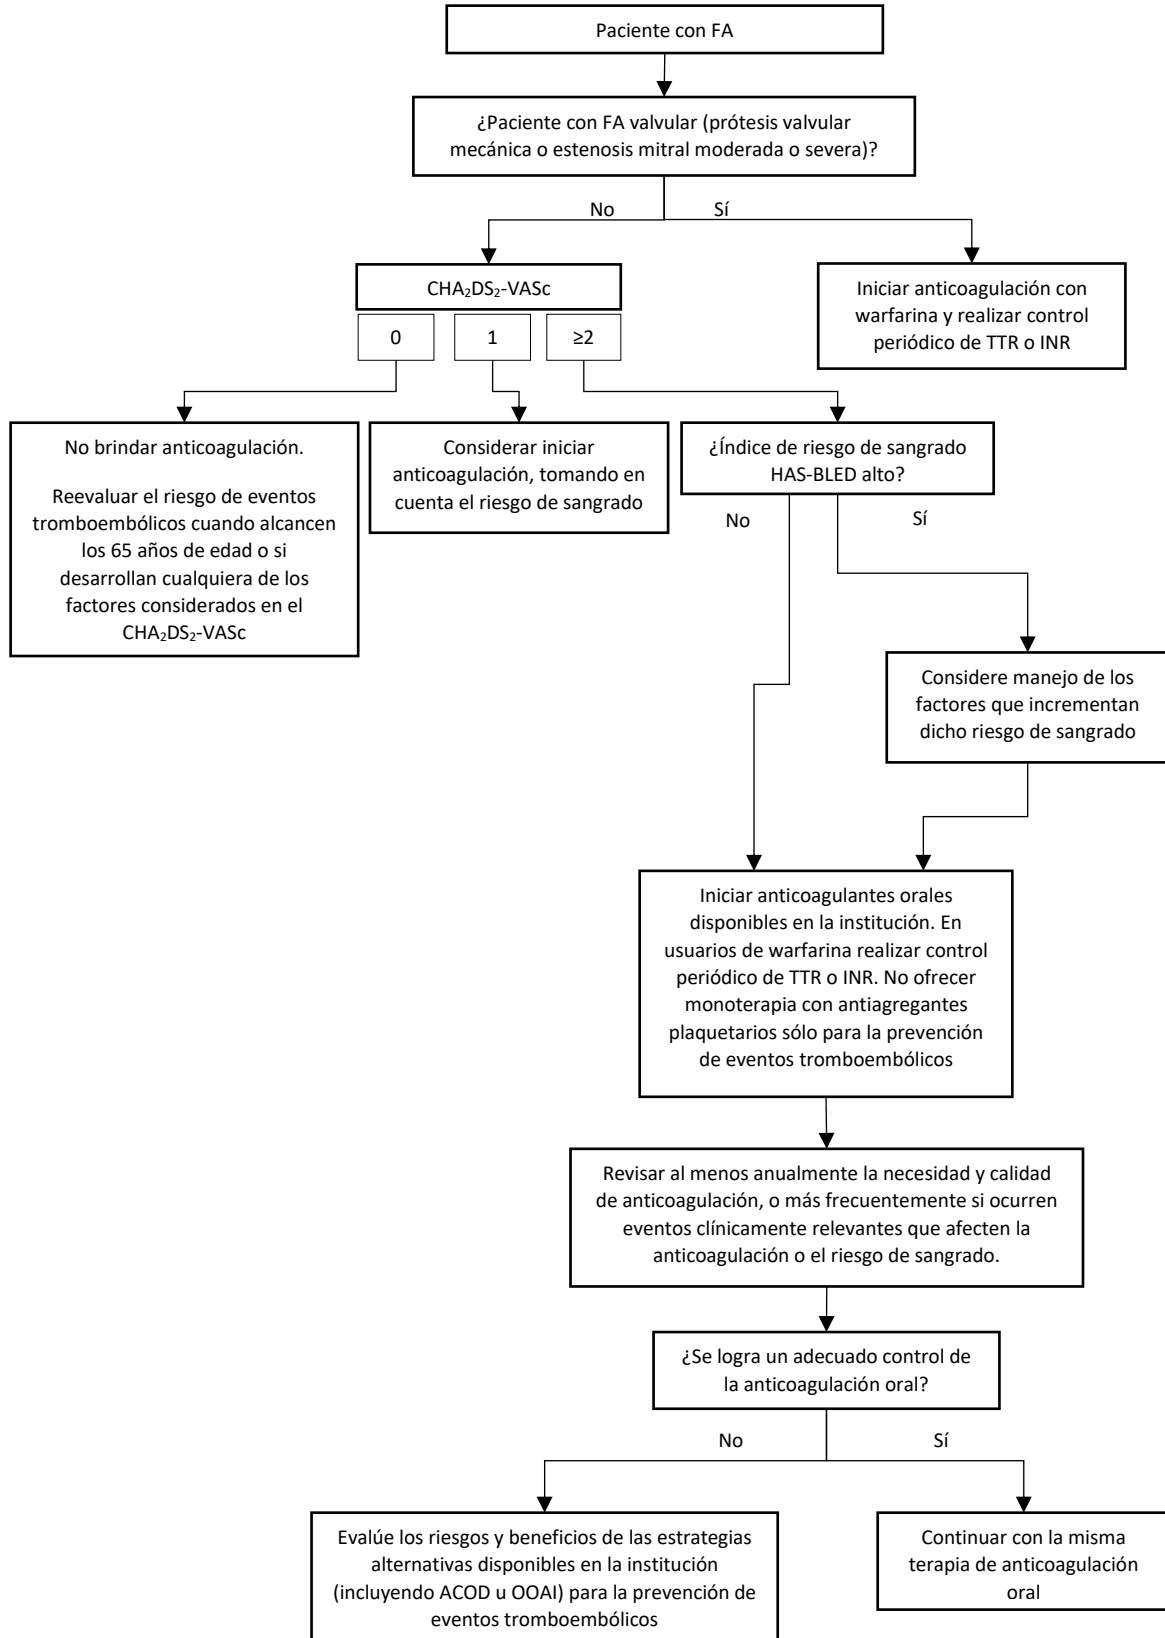 Paciente con FA
¿Paciente con FA valvular (prótesis valvular
mecánica o estenosis mitral moderada o severa)?
No
Sí
CHA₂DS₂-VASc
0
1
≥2
Iniciar anticoagulación con
warfarina y realizar control
periódico de TTR o INR
No brindar anticoagulación.
Reevaluar el riesgo de eventos
tromboembólicos cuando alcancen
los 65 años de edad o si
desarrollan cualquiera de los
factores considerados en el
CHA₂DS₂-VASc
Considerar iniciar
anticoagulación, tomando en
cuenta el riesgo de sangrado
¿Índice de riesgo de sangrado
HAS-BLED alto?
No
Sí
Considere manejo de los
factores que incrementan
dicho riesgo de sangrado
Iniciar anticoagulantes orales
disponibles en la institución. En
usuarios de warfarina realizar control
periódico de TTR o INR. No ofrecer
monoterapia con antiagregantes
plaquetarios sólo para la prevención
de eventos tromboembólicos
Revisar al menos anualmente la necesidad y calidad
de anticoagulación, o más frecuentemente si ocurren
eventos clínicamente relevantes que afecten la
anticoagulación o el riesgo de sangrado.
¿Se logra un adecuado control de
la anticoagulación oral?
No
Sí
Evalúe los riesgos y beneficios de las estrategias
alternativas disponibles en la institución
(incluyendo ACOD u OOAI) para la prevención de
eventos tromboembólicos
Continuar con la misma
terapia de anticoagulación
oral